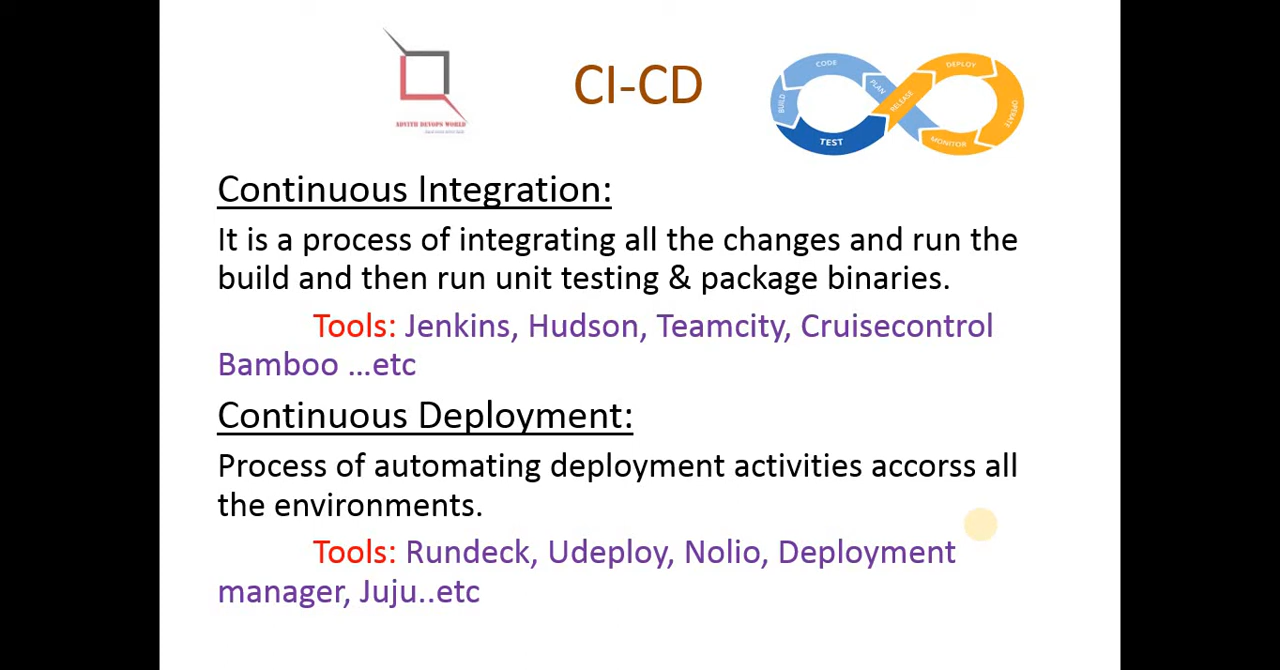 CI-CD
ADVITH DEVOPS WORLD
CODE
PLAN
BUILD
TEST
RELEASE
DEPLOY
OPERATE
MONITOR
Continuous Integration:
It is a process of integrating all the changes and run the
build and then run unit testing & package binaries.
Tools: Jenkins, Hudson, Teamcity, Cruisecontrol
Bamboo ...etc
Continuous Deployment:
Process of automating deployment activities accorss all
the environments.
Tools: Rundeck, Udeploy, Nolio, Deployment
manager, Juju..etc